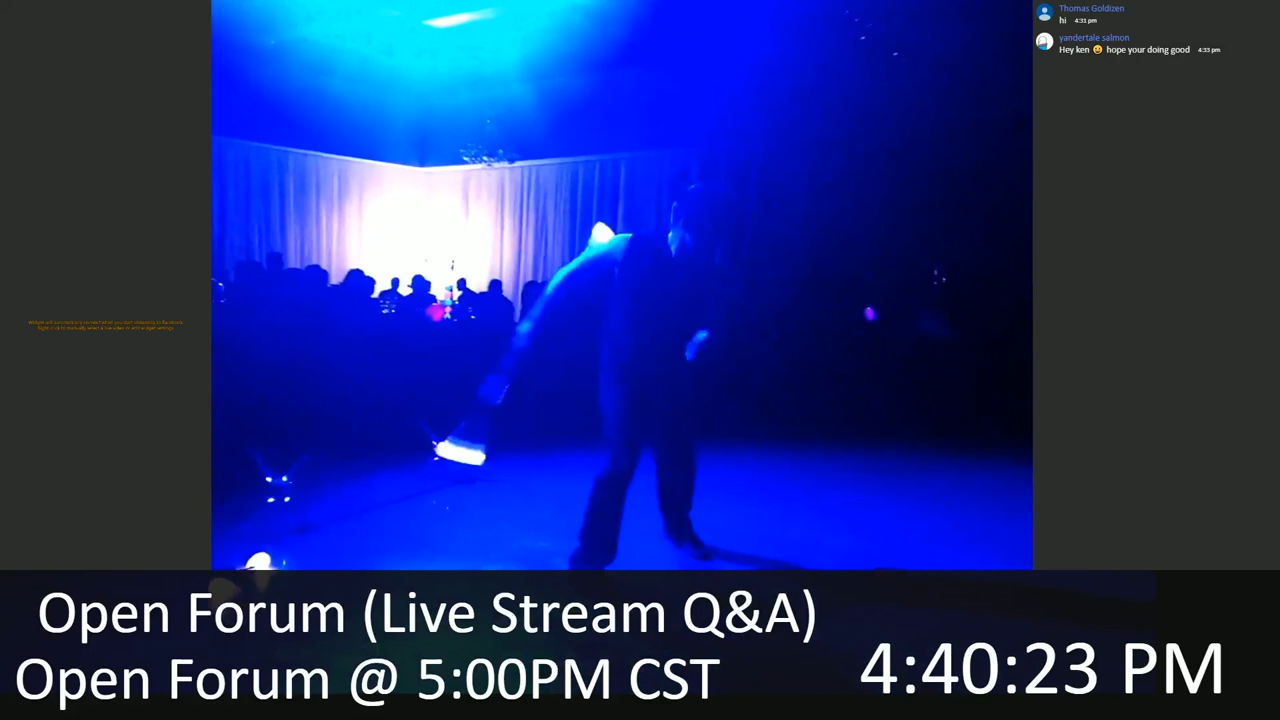 Thomas Goldizen
hi 4:31 pm
yandertale salmon
Hey ken 😀 hope your doing good 4:33 pm
Open Forum (Live Stream Q&A)
Open Forum @ 5:00PM CST
4:40:23 PM